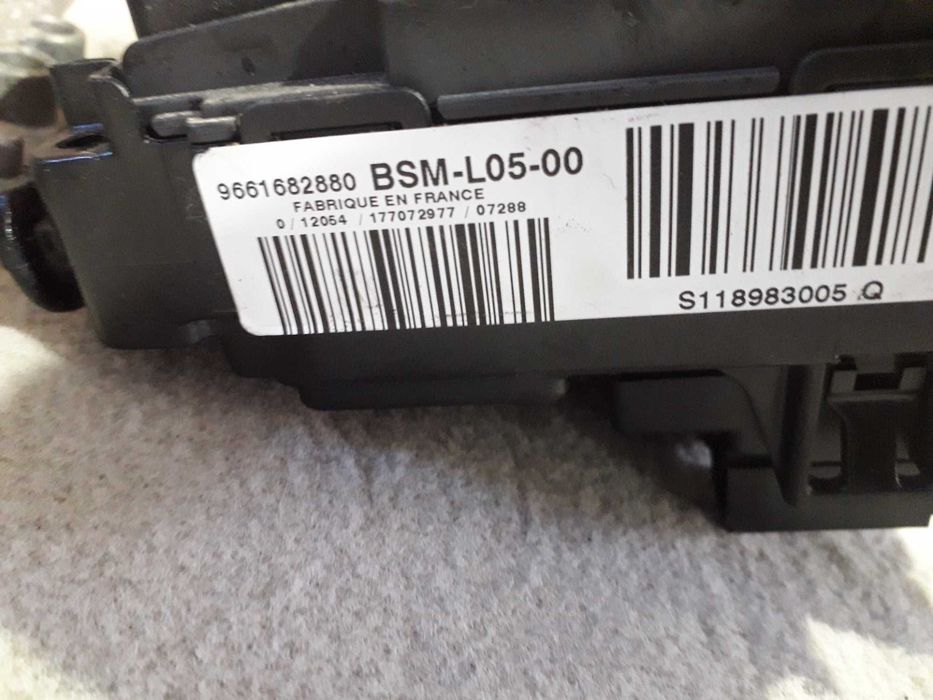 9661682880 BSM-L05-00
FABRIQUE EN FRANCE
0/12054 /177072977 /07288
S118983005 Q